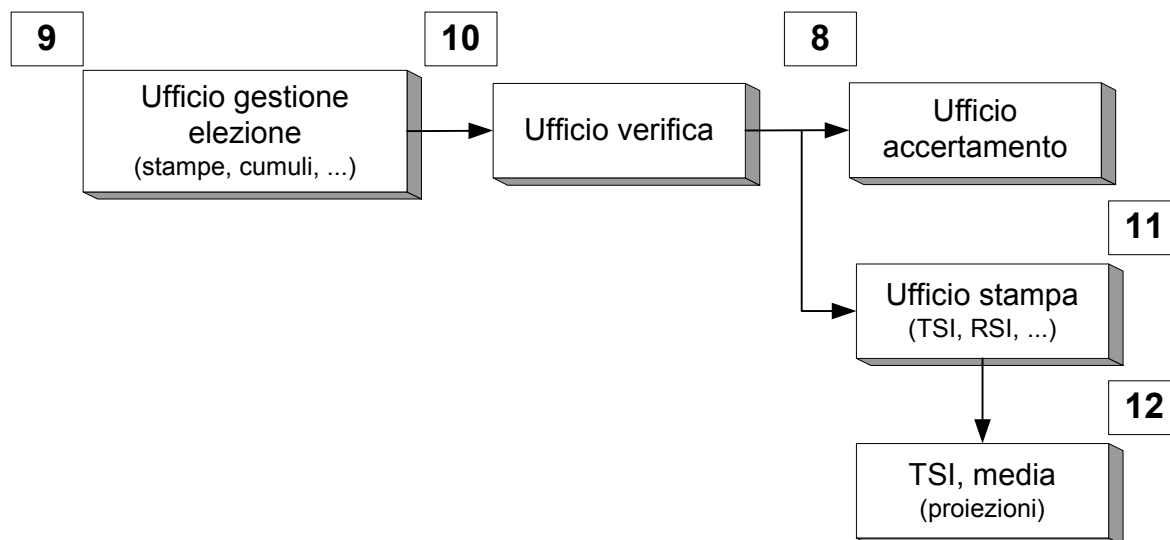 9
Ufficio gestione
elezione
(stampe, cumuli, ...)
10
Ufficio verifica
8
Ufficio
accertamento
11
Ufficio stampa
(TSI, RSI, ...)
12
TSI, media
(proiezioni)